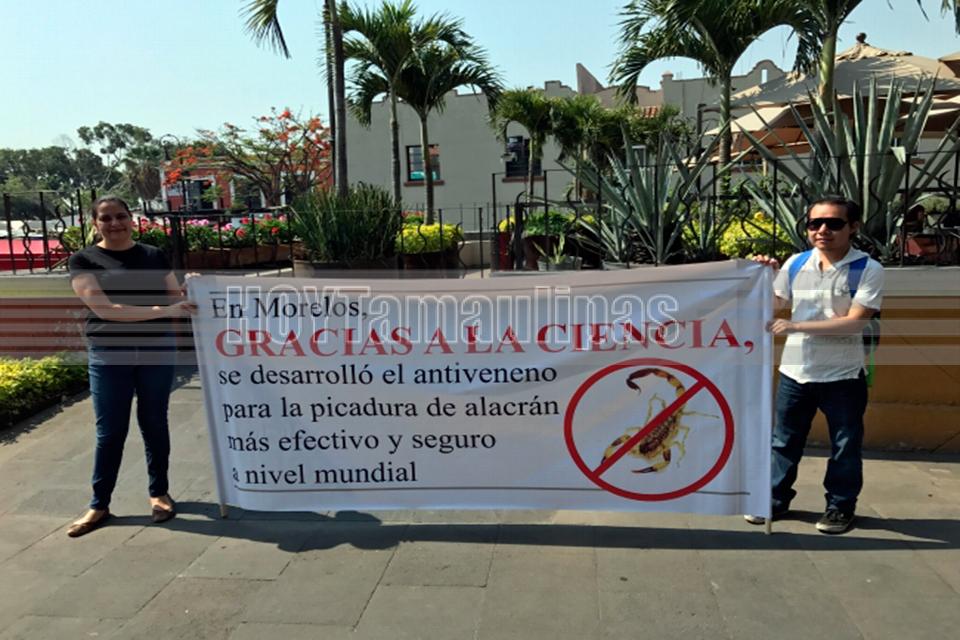 En Morelos,
HOYTamaulipas
GRACIAS A LA CIENCIA,
se desarrolló el antiveneno
para la picadura de alacrán
más efectivo y seguro
a nivel mundial